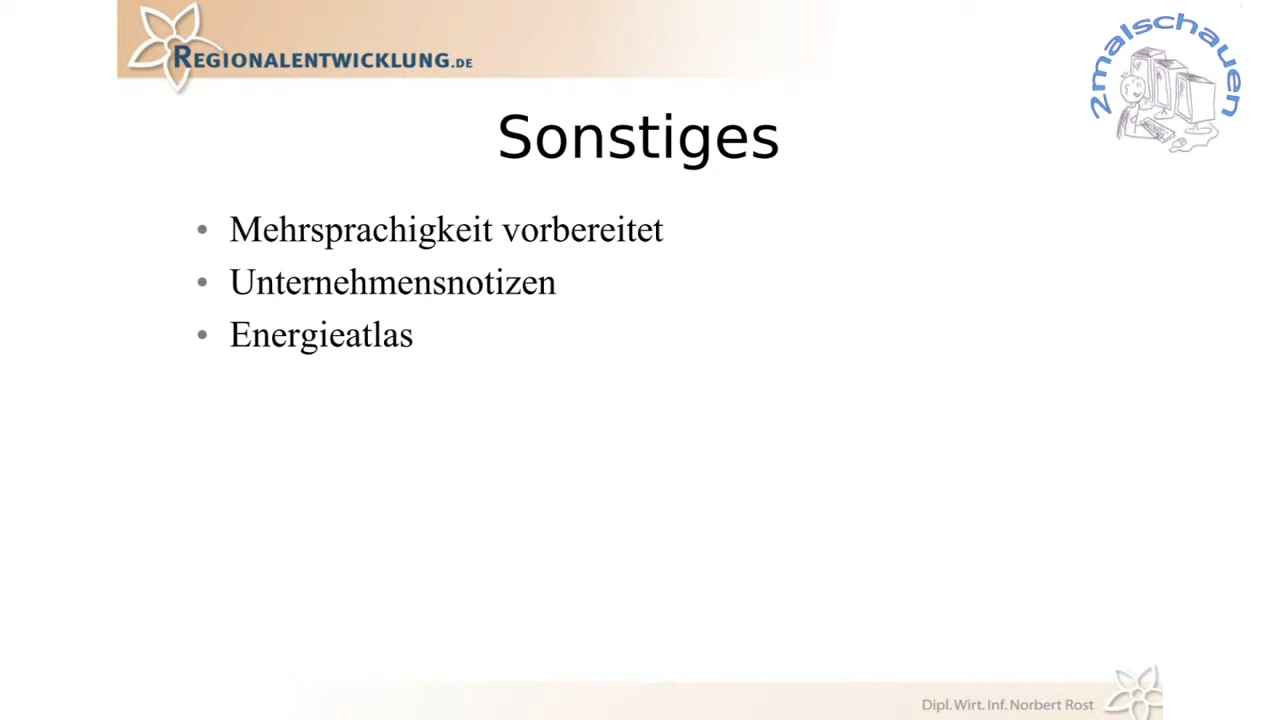 REGIONALENTWICKLUNG.DE
2malschauen
Sonstiges
• Mehrsprachigkeit vorbereitet
• Unternehmensnotizen
• Energieatlas
Dipl. Wirt. Inf. Norbert Rost